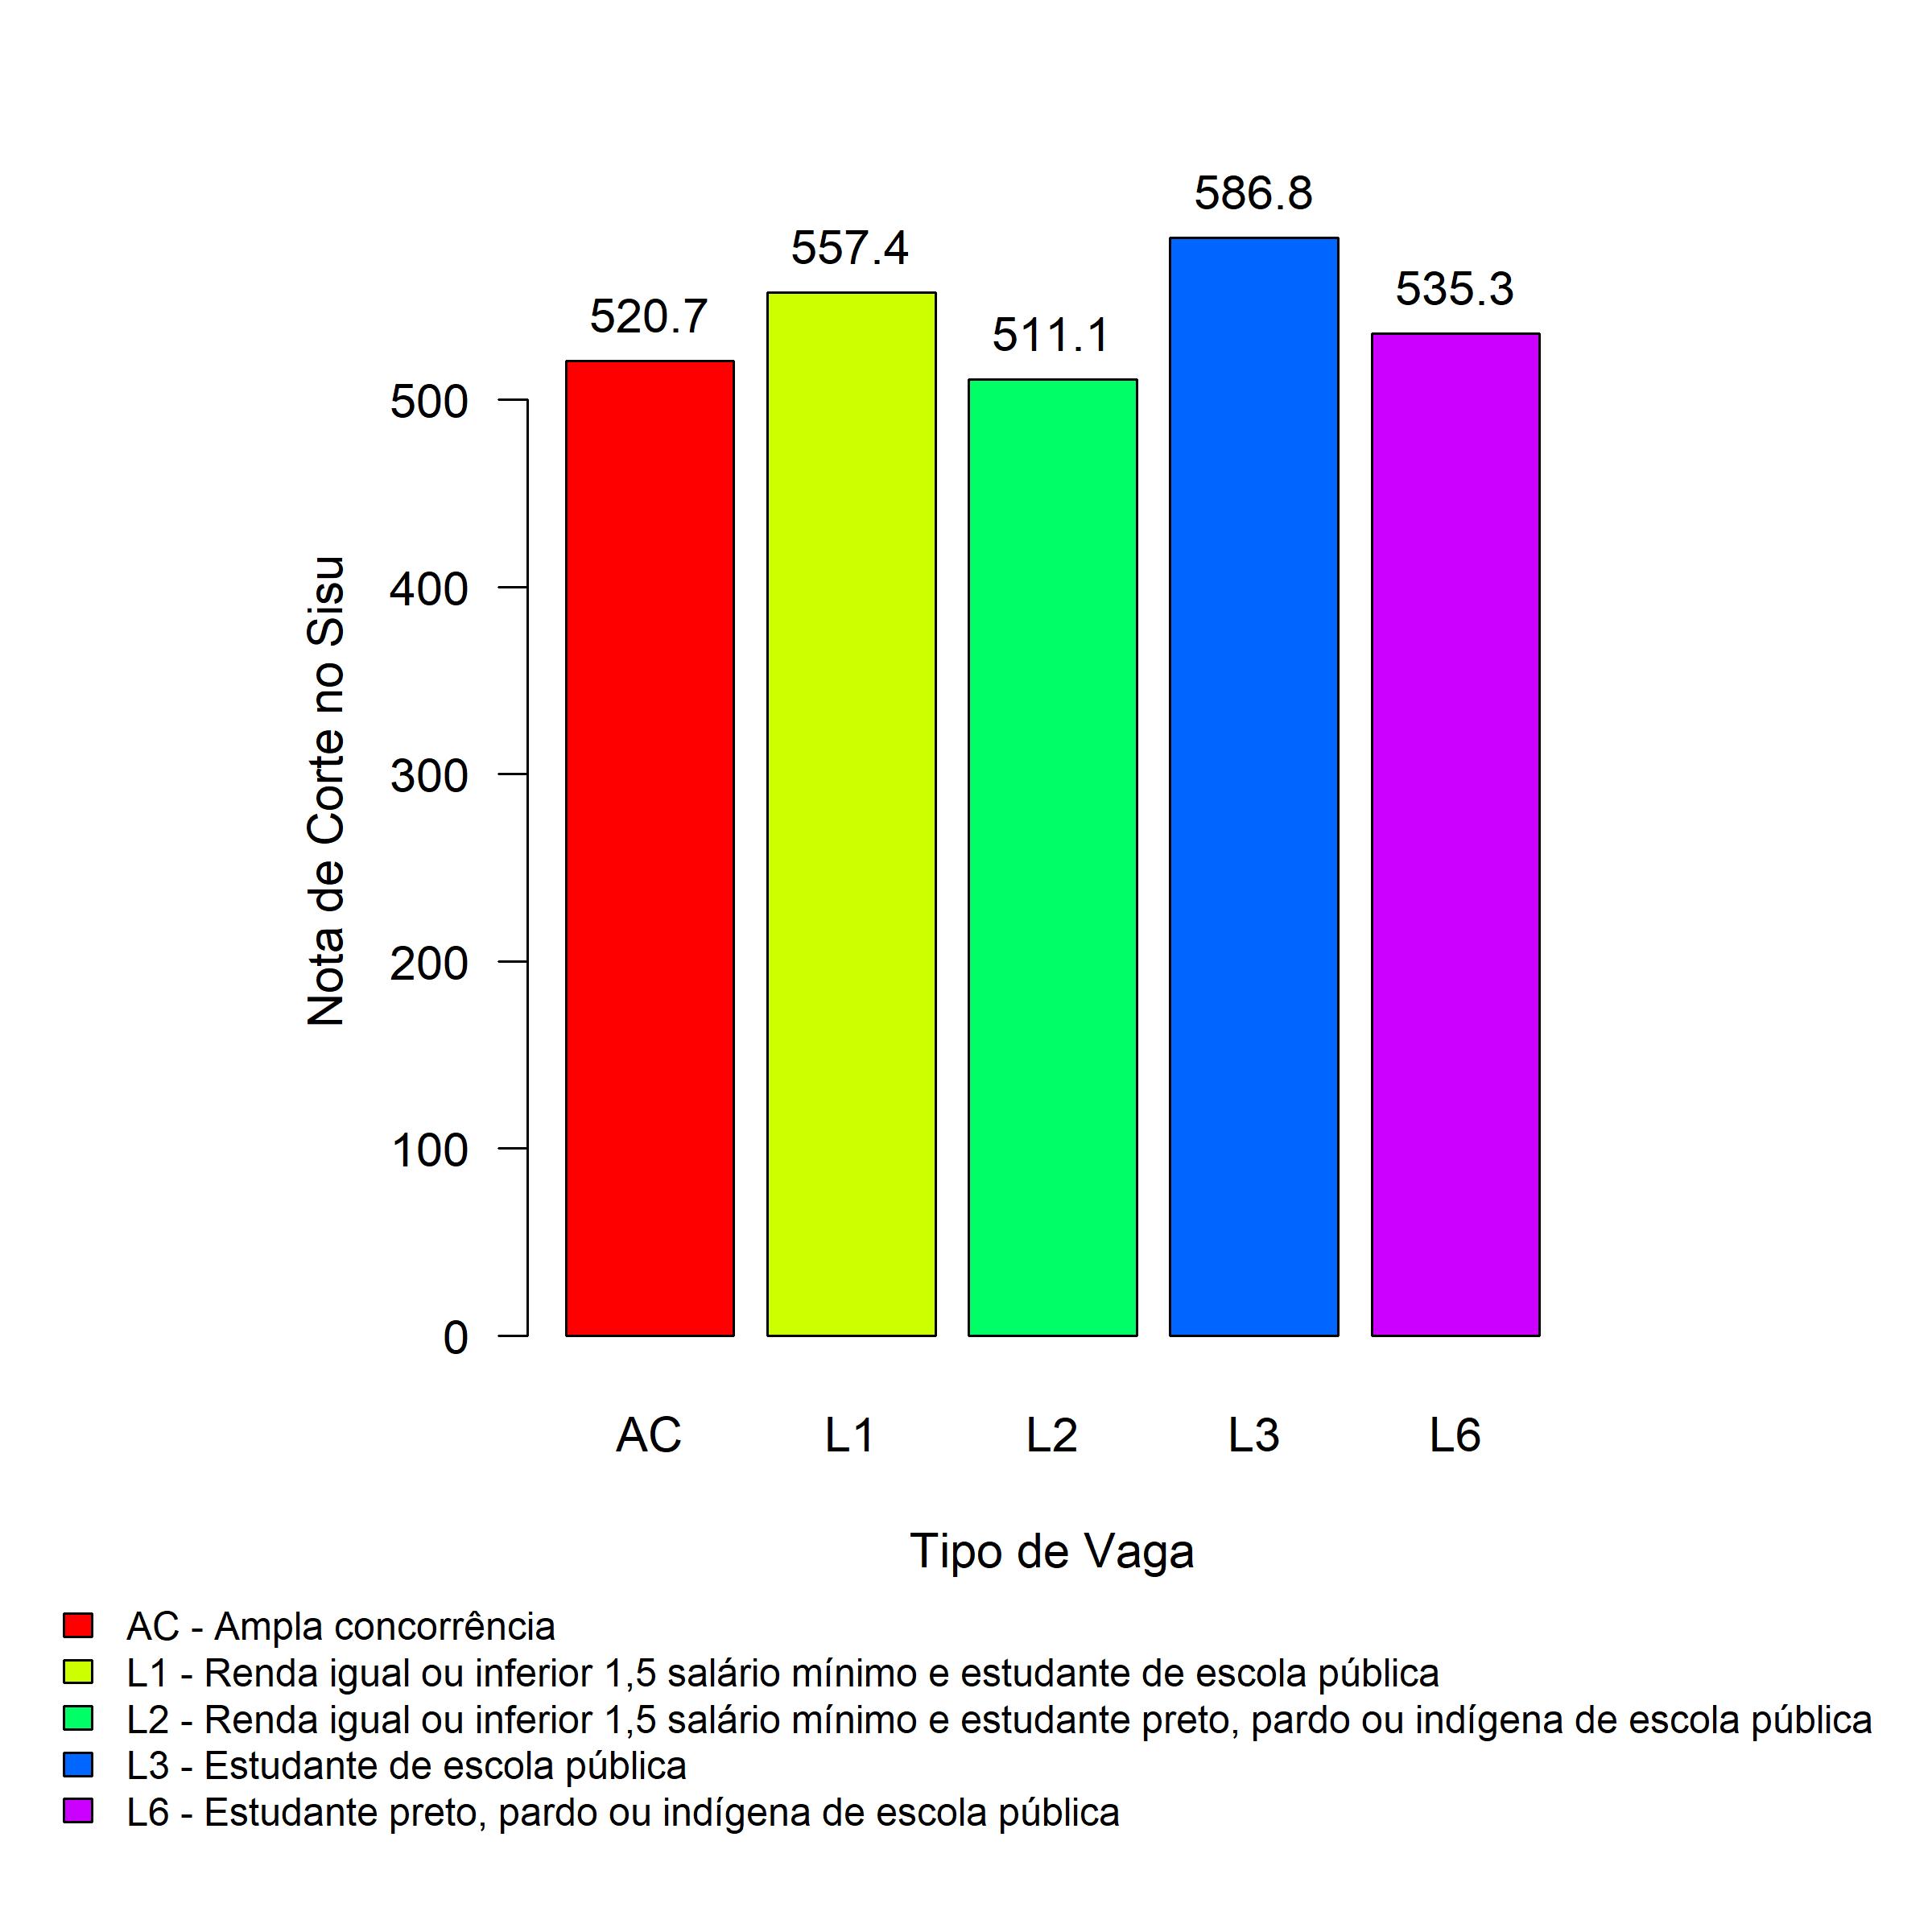 586.8
557.4
535.3
520.7
511.1
500
400
300
200
100
0
Nota de Corte no Sisu
AC L1 L2 L3 L6
Tipo de Vaga
AC - Ampla concorrência
L1 - Renda igual ou inferior 1,5 salário mínimo e estudante de escola pública
L2 - Renda igual ou inferior 1,5 salário mínimo e estudante preto, pardo ou indígena de escola pública
L3 - Estudante de escola pública
L6 - Estudante preto, pardo ou indígena de escola pública